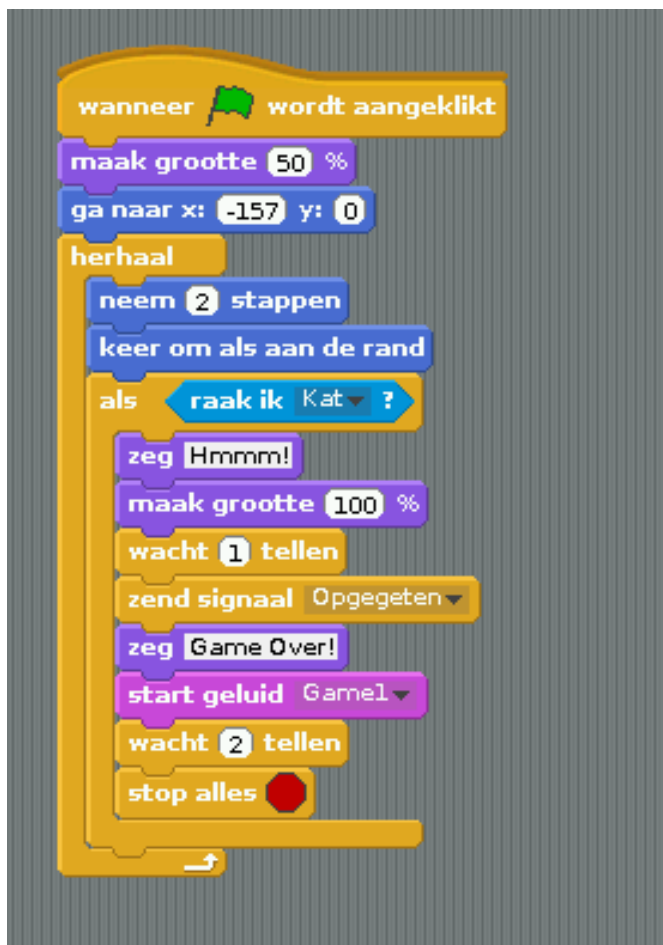 wanneer wordt aangeklikt
maak grootte 50 %
ga naar x: -157 y: 0
herhaal
neem 2 stappen
keer om als aan de rand
als raak ik Kat ?
zeg Hmmm!
maak grootte 100 %
wacht 1 tellen
zend signaal Opgegeten
zeg Game Over!
start geluid Game1
wacht 2 tellen
stop alles